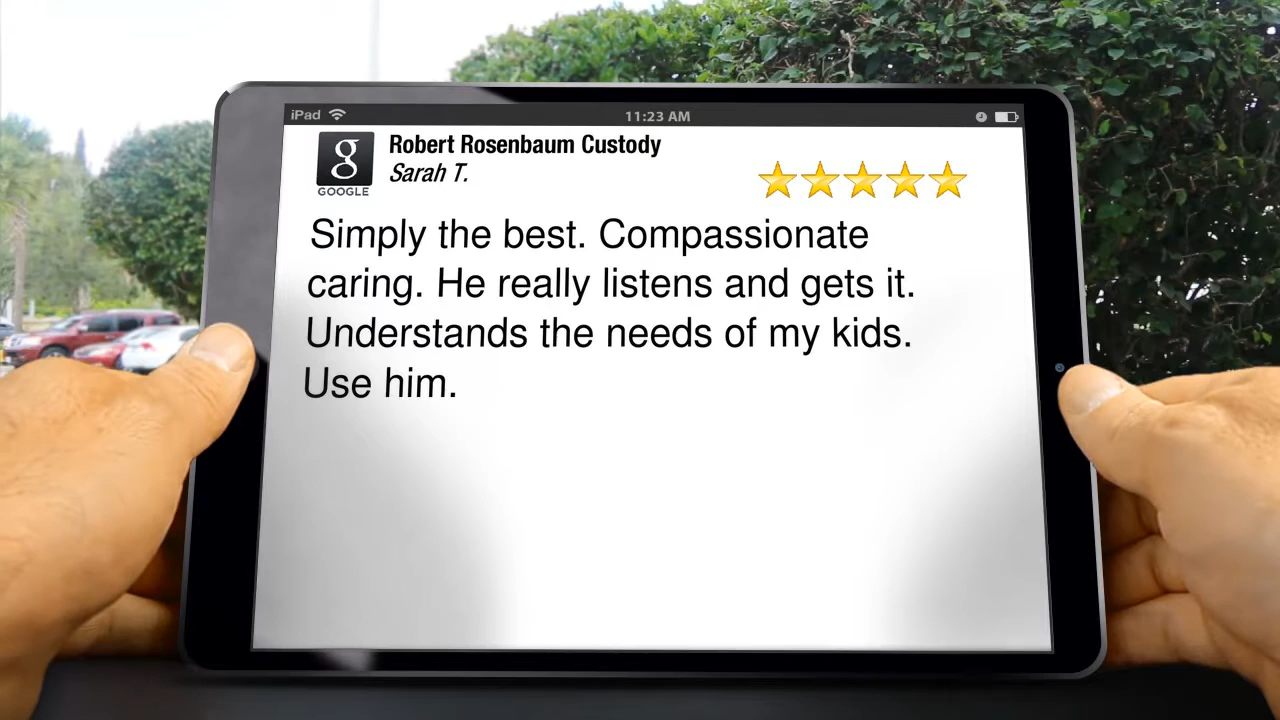 iPad
11:23 AM
g
GOOGLE
Robert Rosenbaum Custody
Sarah T.
Simply the best. Compassionate
caring. He really listens and gets it.
Understands the needs of my kids.
Use him.